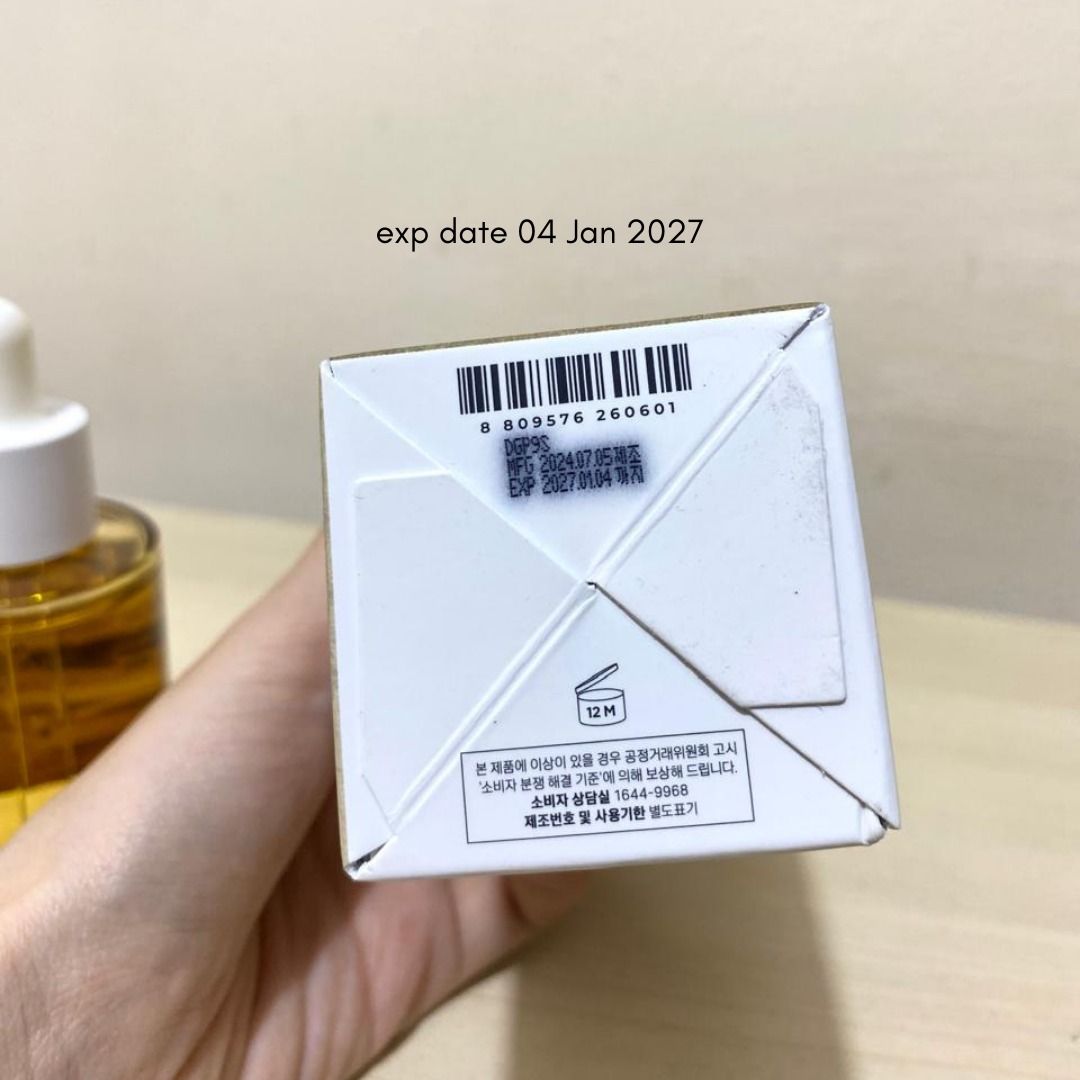 exp date 04 Jan 2027
8 809576 260601
DGP9S
MFG 2024.07.05 제조
EXP 2027.01.04 까지
12 M
본 제품에 이상이 있을 경우 공정거래위원회 고시
'소비자 분쟁 해결 기준'에 의해 보상해 드립니다.
소비자 상담실 1644-9968
제조번호 및 사용기한 별도표기